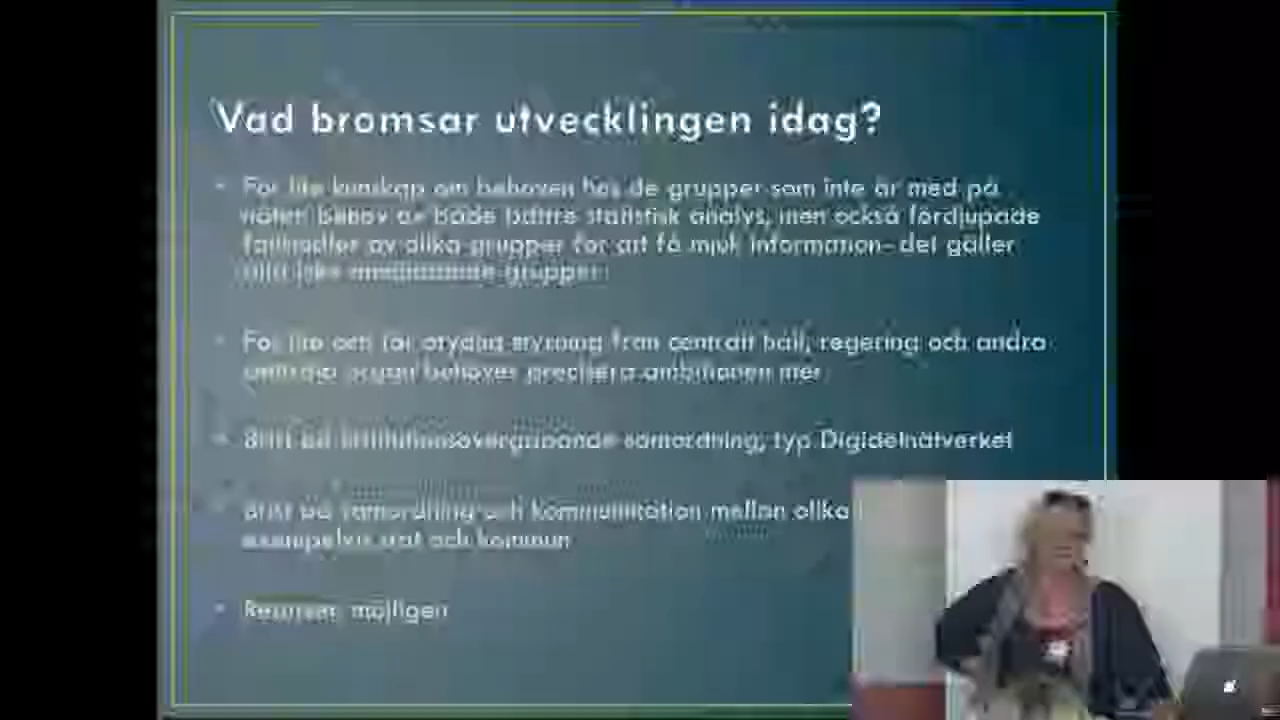 Vad bromsar utvecklingen idag?
För lite kunskap om behoven hos de grupper som inte är med på
nätet. Behov av både bättre statistisk analys, men också fördjupade
fallstudier av olika grupper för att få mjuk information- det gäller
icke användande grupper
För lite och för otydlig styrning från centralt håll, regering och andra
centrala organ behöver precisera ambitionen mer
Brist på institutionsövergripande samordning, typ Digidelnätverket
Brist på samordning och kommunikation mellan olika
exempelvis stat och kommun
Resurser, möjligen